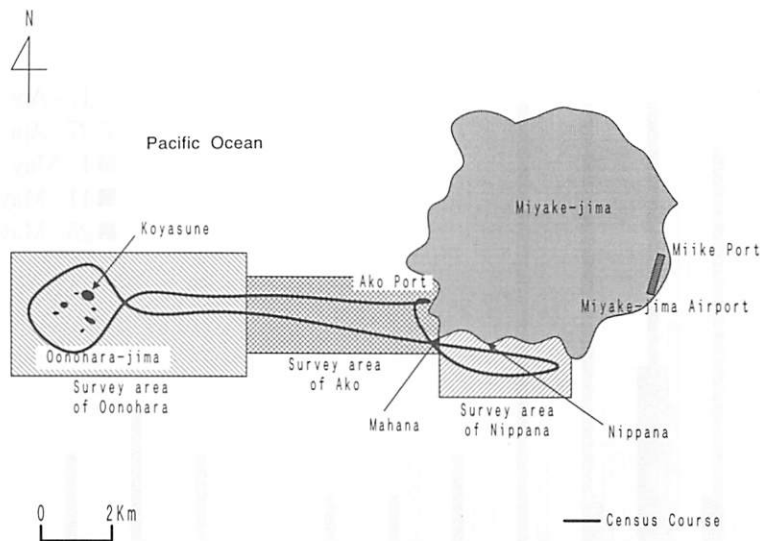 N
Pacific Ocean
Koyasune
Miyake-jima
Miike Port
Ako Port
Miyake-jima Airport
Oonohara-jima
Survey area
of Oonohara
Survey area
of Ako
Survey area
of Nippana
Mahana
Nippana
0 2Km
Census Course